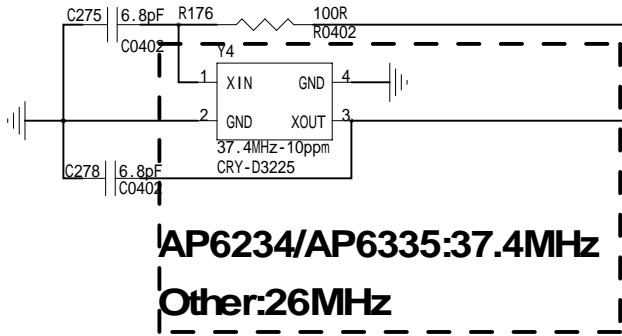 C275 6.8pF R176 100R
C0402 R0402
Y4
1 XIN GND 4
2 GND XOUT 3
37.4MHz-10ppm
C278 6.8pF CRY-D3225
C0402
AP6234/AP6335:37.4MHz
Other:26MHz